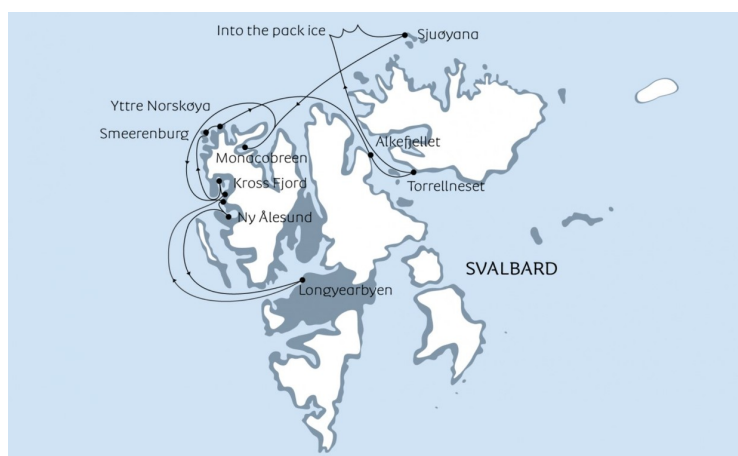 Into the pack ice
Sjuøyana
Yttre Norskøya
Smeerenburg
Alkefjellet
Monacobreen
Torrellneset
Kross Fjord
Ny Ålesund
SVALBARD
Longyearbyen